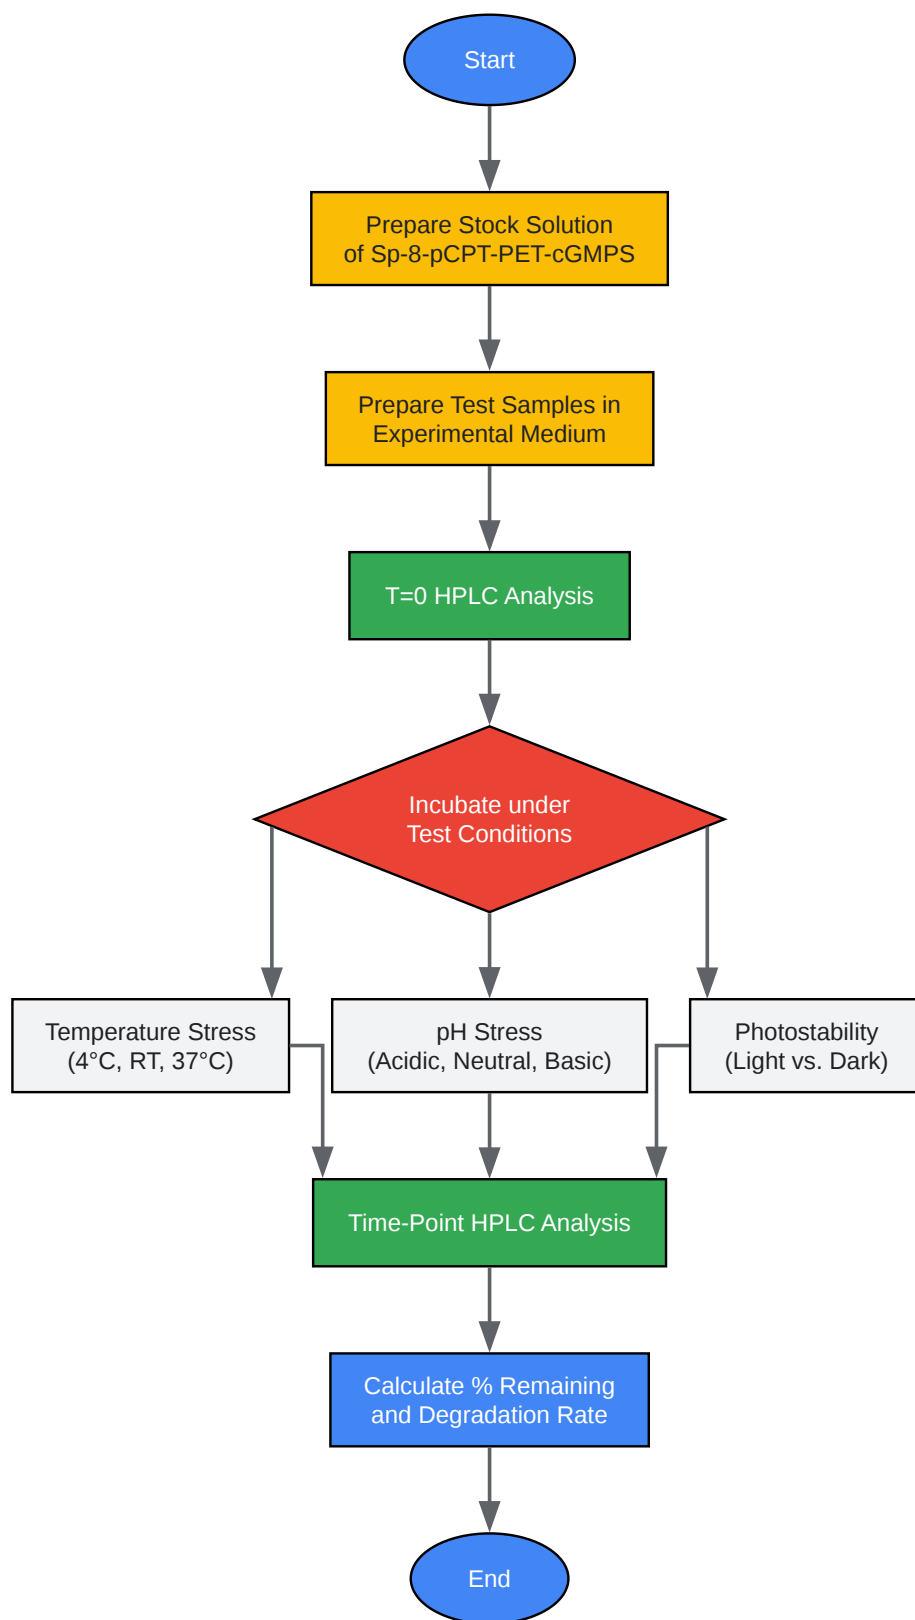 Start
Prepare Stock Solution
of Sp-8-pCPT-PET-cGMPS
Prepare Test Samples in
Experimental Medium
T=0 HPLC Analysis
Incubate under
Test Conditions
Temperature Stress
(4°C, RT, 37°C)
pH Stress
(Acidic, Neutral, Basic)
Photostability
(Light vs. Dark)
Time-Point HPLC Analysis
Calculate % Remaining
and Degradation Rate
End